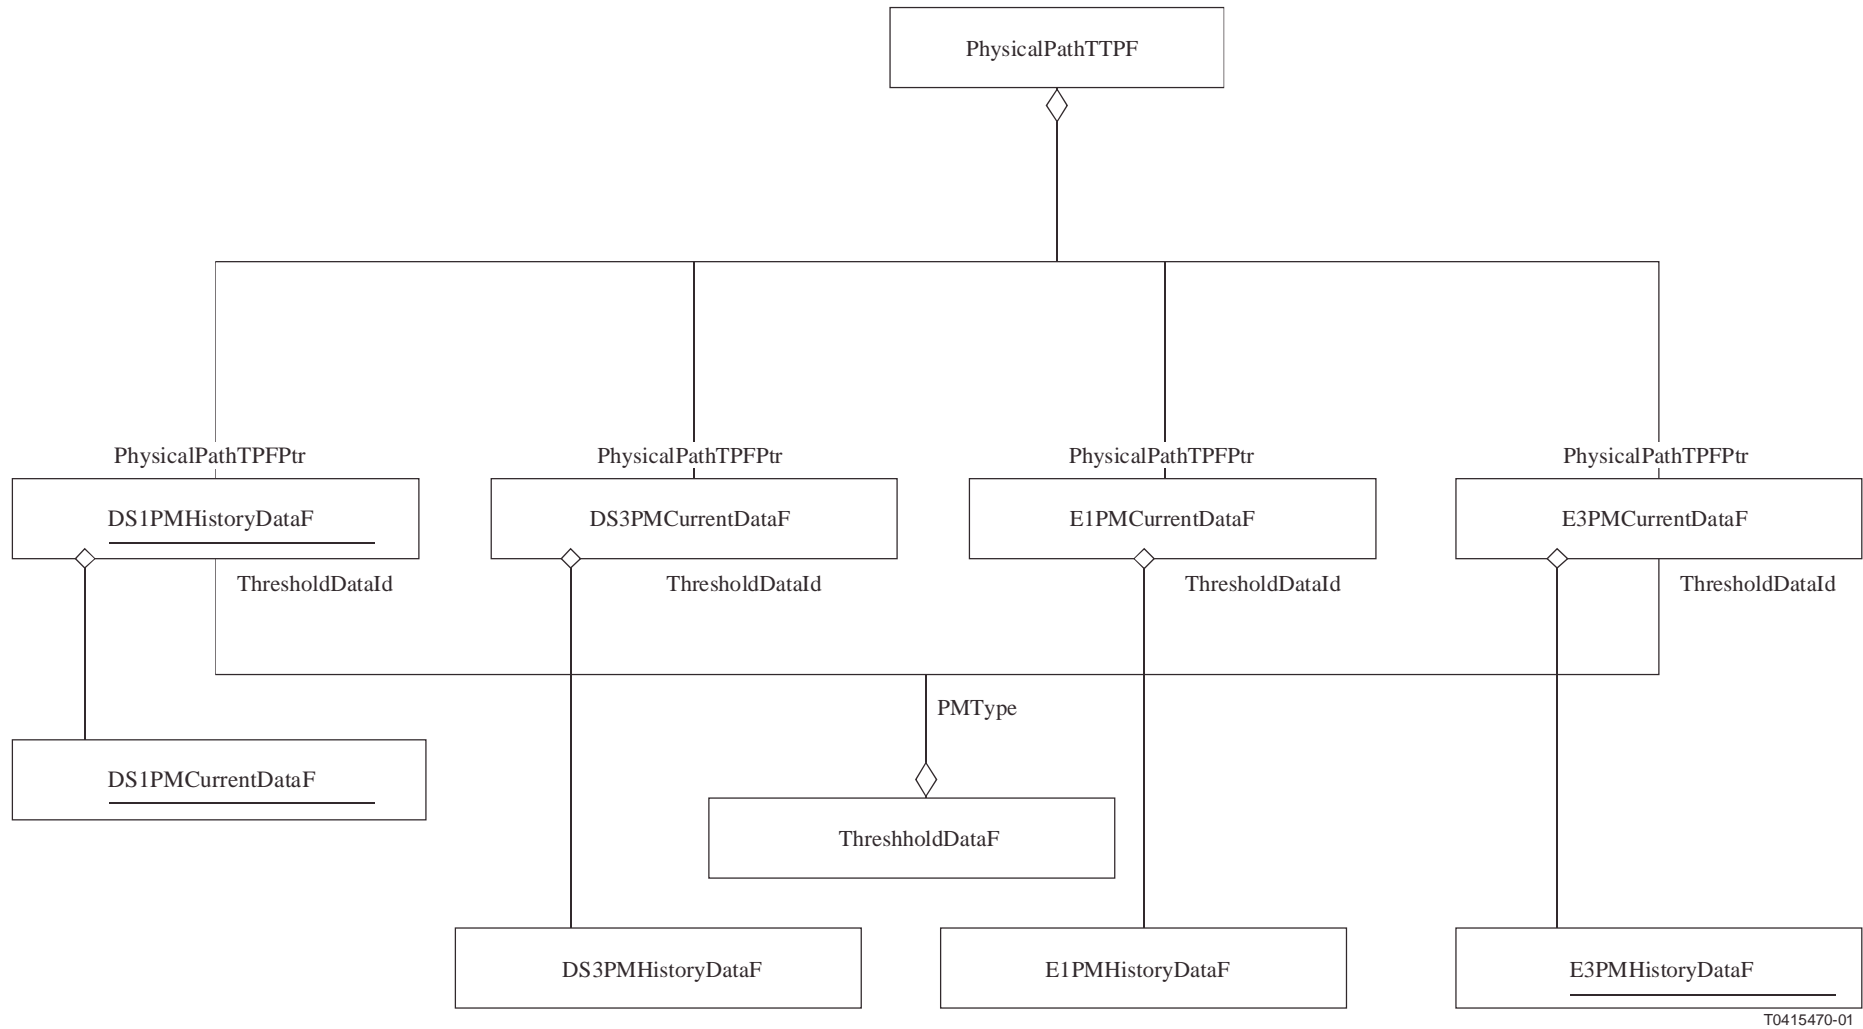 PhysicalPathTTPF
PhysicalPathTPFPtr
PhysicalPathTPFPtr
PhysicalPathTPFPtr
PhysicalPathTPFPtr
DS1PMHistoryDataF
DS3PMCurrentDataF
E1PMCurrentDataF
E3PMCurrentDataF
ThresholdDataId
ThresholdDataId
ThresholdDataId
ThresholdDataId
PMType
DS1PMCurrentDataF
ThreshholdDataF
DS3PMHistoryDataF
E1PMHistoryDataF
E3PMHistoryDataF
T0415470-01